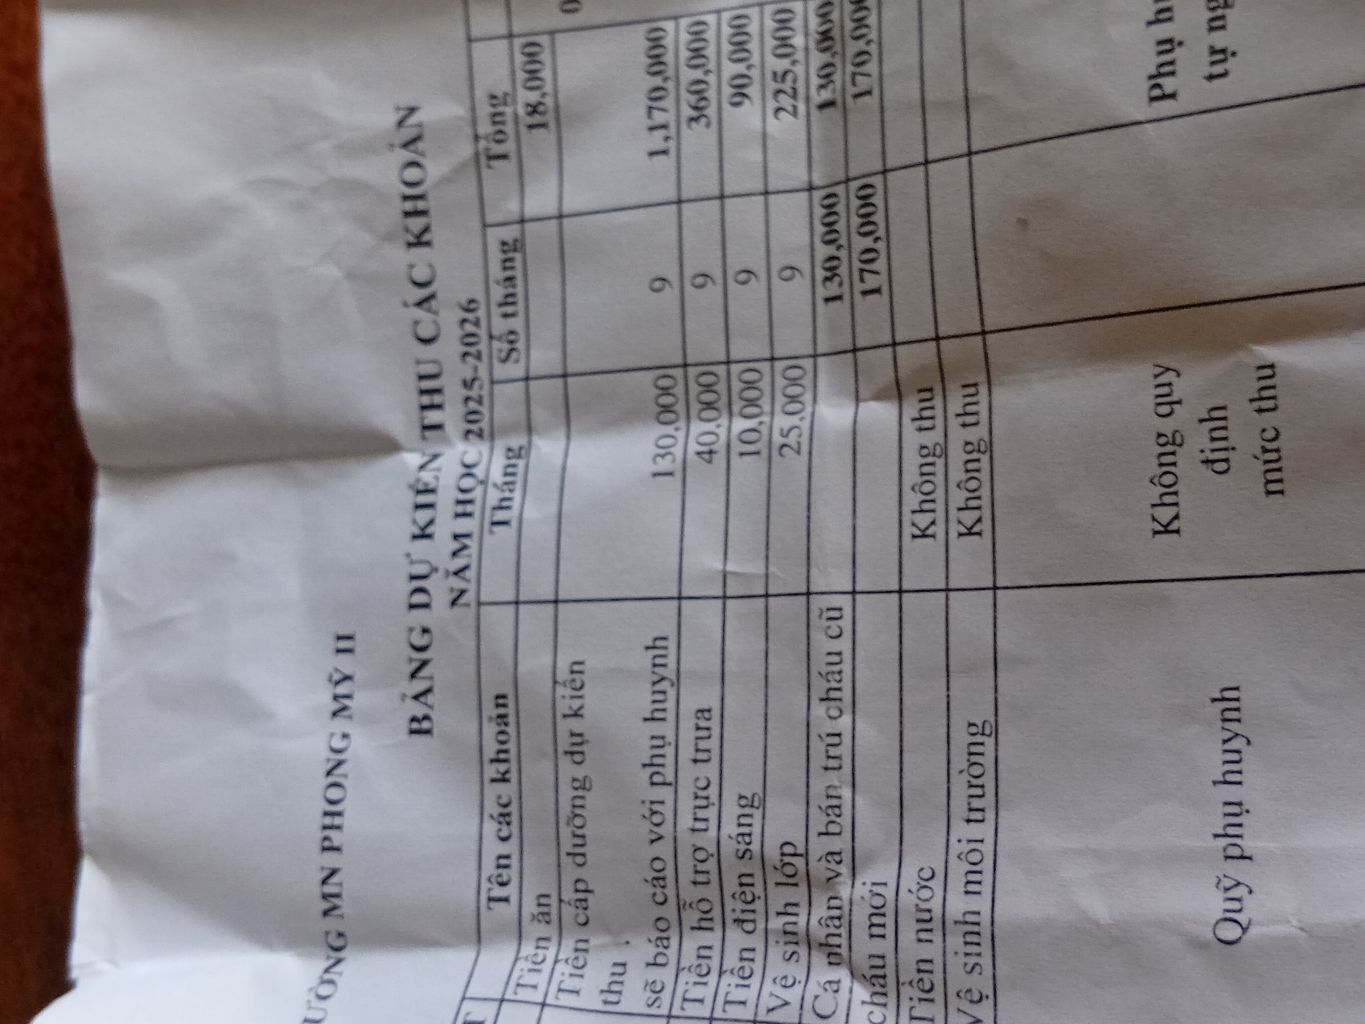 ƯỜNG MN PHONG MỸ II
BẢNG DỰ KIẾN THU CÁC KHOẢN
NĂM HỌC 2025-2026
T Tên các khoản Tháng Số tháng Tổng
Tiền ăn 18,000
Tiền cấp dưỡng dự kiến
thu :
sẽ báo cáo với phụ huynh 130,000 9 1,170,000
Tiền hỗ trợ trực trưa 40,000 9 360,000
Tiền điện sáng 10,000 9 90,000
Vệ sinh lớp 25,000 9 225,000
Cá nhân và bán trú cháu cũ 130,000 130,000
cháu mới 170,000 170,000
Tiền nước Không thu
Vệ sinh môi trường Không thu
Quỹ phụ huynh
Không quy
định
mức thu
Phụ
tự